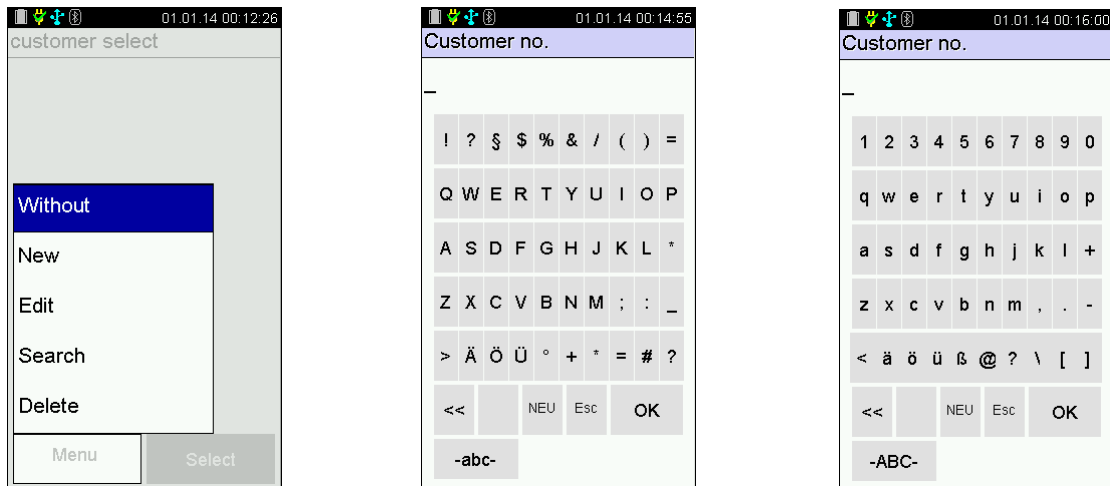 01.01.14 00:12:26
customer select
Without
New
Edit
Search
Delete
Menu Select
01.01.14 00:14:55
Customer no.
_
! ? § $ % & / ( ) =
Q W E R T Y U I O P
A S D F G H J K L *
Z X C V B N M ; : _
> Ä Ö Ü ° + * = # ?
<< NEU Esc OK
-abc-
01.01.14 00:16:00
Customer no.
_
1 2 3 4 5 6 7 8 9 0
q w e r t y u i o p
a s d f g h j k l +
z x c v b n m , . -
< ä ö ü ß @ ? \ [ ]
<< NEU Esc OK
-ABC-